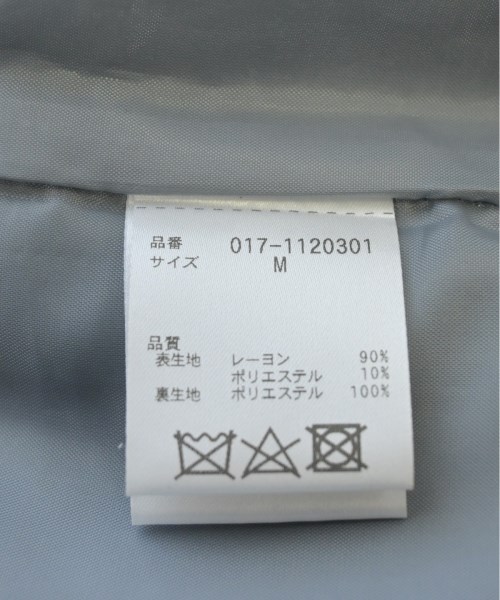 品番 017-1120301
サイズ M
品質
表生地 レーヨン 90%
ポリエステル 10%
裏生地 ポリエステル 100%